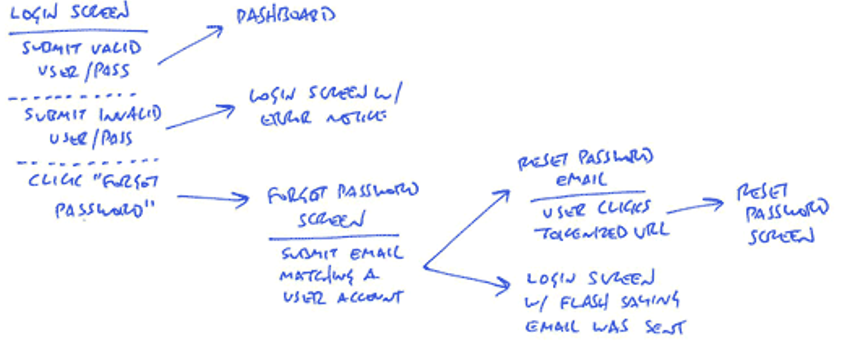 LOGIN SCREEN
SUBMIT VALID
USER/PASS
DASHBOARD
SUBMIT INVALID
USER/PASS
LOGIN SCREEN W/
ERROR NOTICE
CLICK "FORGOT
PASSWORD"
FORGOT PASSWORD
SCREEN
SUBMIT EMAIL
MATCHING A
USER ACCOUNT
RESET PASSWORD
EMAIL
USER CLICKS
TOKENIZED URL
RESET
PASSWORD
SCREEN
LOGIN SCREEN
W/ FLASH SAYING
EMAIL WAS SENT